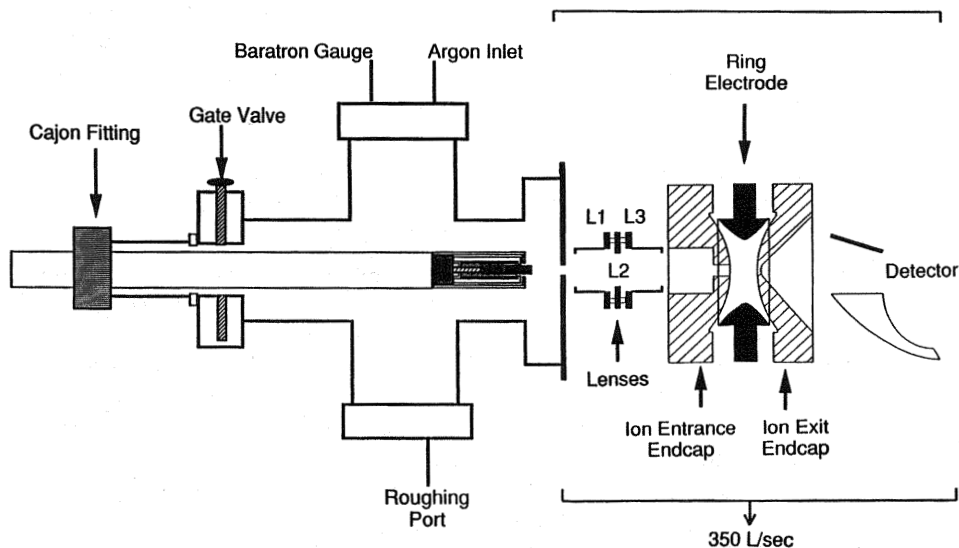 Baratron Gauge
Argon Inlet
Ring
Electrode
Gate Valve
Cajon Fitting
L1
L3
L2
Detector
Lenses
Ion Entrance
Endcap
Ion Exit
Endcap
Roughing
Port
350 L/sec